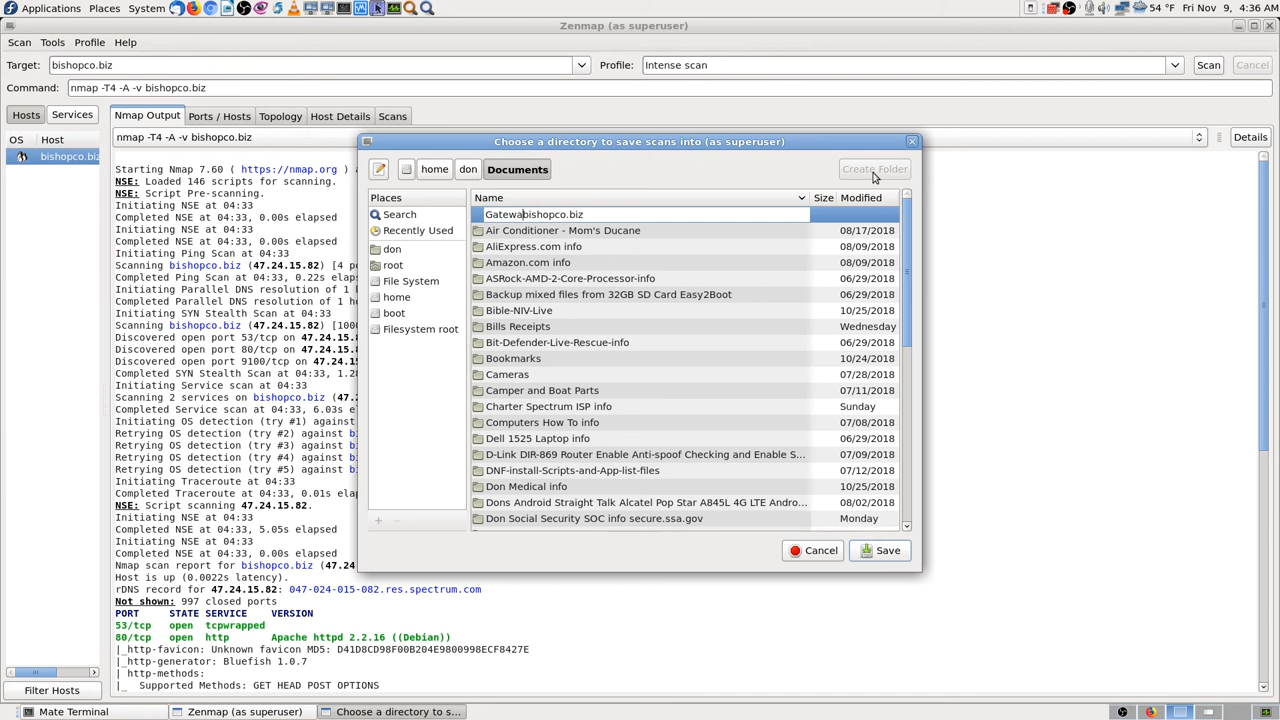 Applications Places System 54 °F Fri Nov 9, 4:36 AM
Zenmap (as superuser)
Scan Tools Profile Help
Target: bishopco.biz Profile: Intense scan Scan Cancel
Command: nmap -T4 -A -v bishopco.biz
Hosts Services Nmap Output Ports / Hosts Topology Host Details Scans
OS Host nmap -T4 -A -v bishopco.biz Details
bishopco.biz
Starting Nmap 7.60 ( https://nmap.org ) a
NSE: Loaded 146 scripts for scanning.
NSE: Script Pre-scanning.
Initiating NSE at 04:33
Completed NSE at 04:33, 0.00s elapsed
Initiating NSE at 04:33
Completed NSE at 04:33, 0.00s elapsed
Initiating Ping Scan at 04:33
Scanning bishopco.biz (47.24.15.82) [4 p
Completed Ping Scan at 04:33, 0.22s elaps
Initiating Parallel DNS resolution of 1 h
Completed Parallel DNS resolution of 1 ho
Initiating SYN Stealth Scan at 04:33
Scanning bishopco.biz (47.24.15.82) [1000
Discovered open port 53/tcp on 47.24.15.8
Discovered open port 80/tcp on 47.24.15.8
Discovered open port 9100/tcp on 47.24.15
Completed SYN Stealth Scan at 04:33, 1.28
Initiating Service scan at 04:33
Scanning 2 services on bishopco.biz (47.2
Completed Service scan at 04:33, 6.03s el
Initiating OS detection (try #1) against b
Retrying OS detection (try #2) against bi
Retrying OS detection (try #3) against bi
Retrying OS detection (try #4) against bi
Retrying OS detection (try #5) against bi
Initiating Traceroute at 04:33
Completed Traceroute at 04:33, 0.01s elap
NSE: Script scanning 47.24.15.82.
Initiating NSE at 04:33
Completed NSE at 04:33, 5.05s elapsed
Initiating NSE at 04:33
Completed NSE at 04:33, 0.00s elapsed
Nmap scan report for bishopco.biz (47.24
Host is up (0.0022s latency).
rDNS record for 47.24.15.82: 047-024-015-082.res.spectrum.com
Not shown: 997 closed ports
PORT STATE SERVICE VERSION
53/tcp open tcpwrapped
80/tcp open http Apache httpd 2.2.16 ((Debian))
|_http-favicon: Unknown favicon MD5: D41D8CD98F00B204E9800998ECF8427E
|_http-generator: Bluefish 1.0.7
| http-methods:
|_ Supported Methods: GET HEAD POST OPTIONS
Filter Hosts
Choose a directory to save scans into (as superuser)
home don Documents Create Folder
Places
Search
Recently Used
don
root
File System
home
boot
Filesystem root
Name Size Modified
Gatewabishopco.biz
Air Conditioner - Mom's Ducane 08/17/2018
AliExpress.com info 08/09/2018
Amazon.com info 08/09/2018
ASRock-AMD-2-Core-Processor-info 06/29/2018
Backup mixed files from 32GB SD Card Easy2Boot 06/29/2018
Bible-NIV-Live 10/25/2018
Bills Receipts Wednesday
Bit-Defender-Live-Rescue-info 06/29/2018
Bookmarks 10/24/2018
Cameras 07/28/2018
Camper and Boat Parts 07/11/2018
Charter Spectrum ISP info Sunday
Computers How To info 07/08/2018
Dell 1525 Laptop info 06/29/2018
D-Link DIR-869 Router Enable Anti-spoof Checking and Enable S... 07/09/2018
DNF-install-Scripts-and-App-list-files 07/12/2018
Don Medical info 10/25/2018
Dons Android Straight Talk Alcatel Pop Star A845L 4G LTE Andro... 08/02/2018
Don Social Security SOC info secure.ssa.gov Monday
Cancel Save
Mate Terminal Zenmap (as superuser) Choose a directory to s...